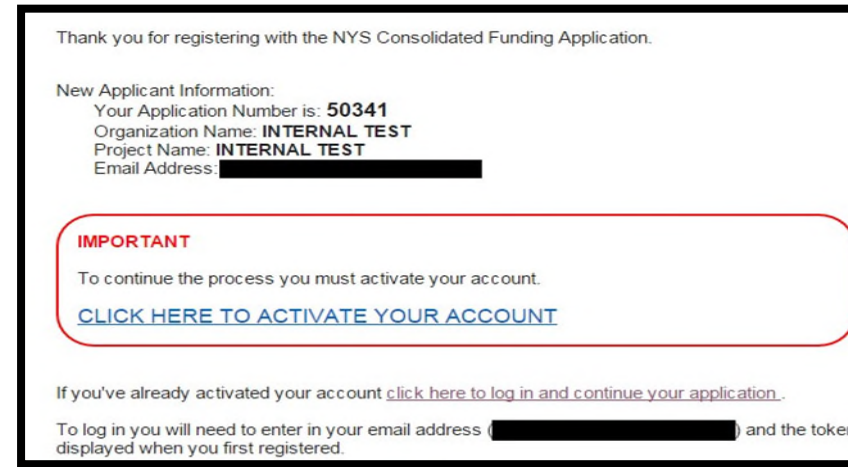 Thank you for registering with the NYS Consolidated Funding Application.
New Applicant Information:
Your Application Number is: 50341
Organization Name: INTERNAL TEST
Project Name: INTERNAL TEST
Email Address:
IMPORTANT
To continue the process you must activate your account.
CLICK HERE TO ACTIVATE YOUR ACCOUNT
If you've already activated your account click here to log in and continue your application .
To log in you will need to enter in your email address ( ) and the token
displayed when you first registered.